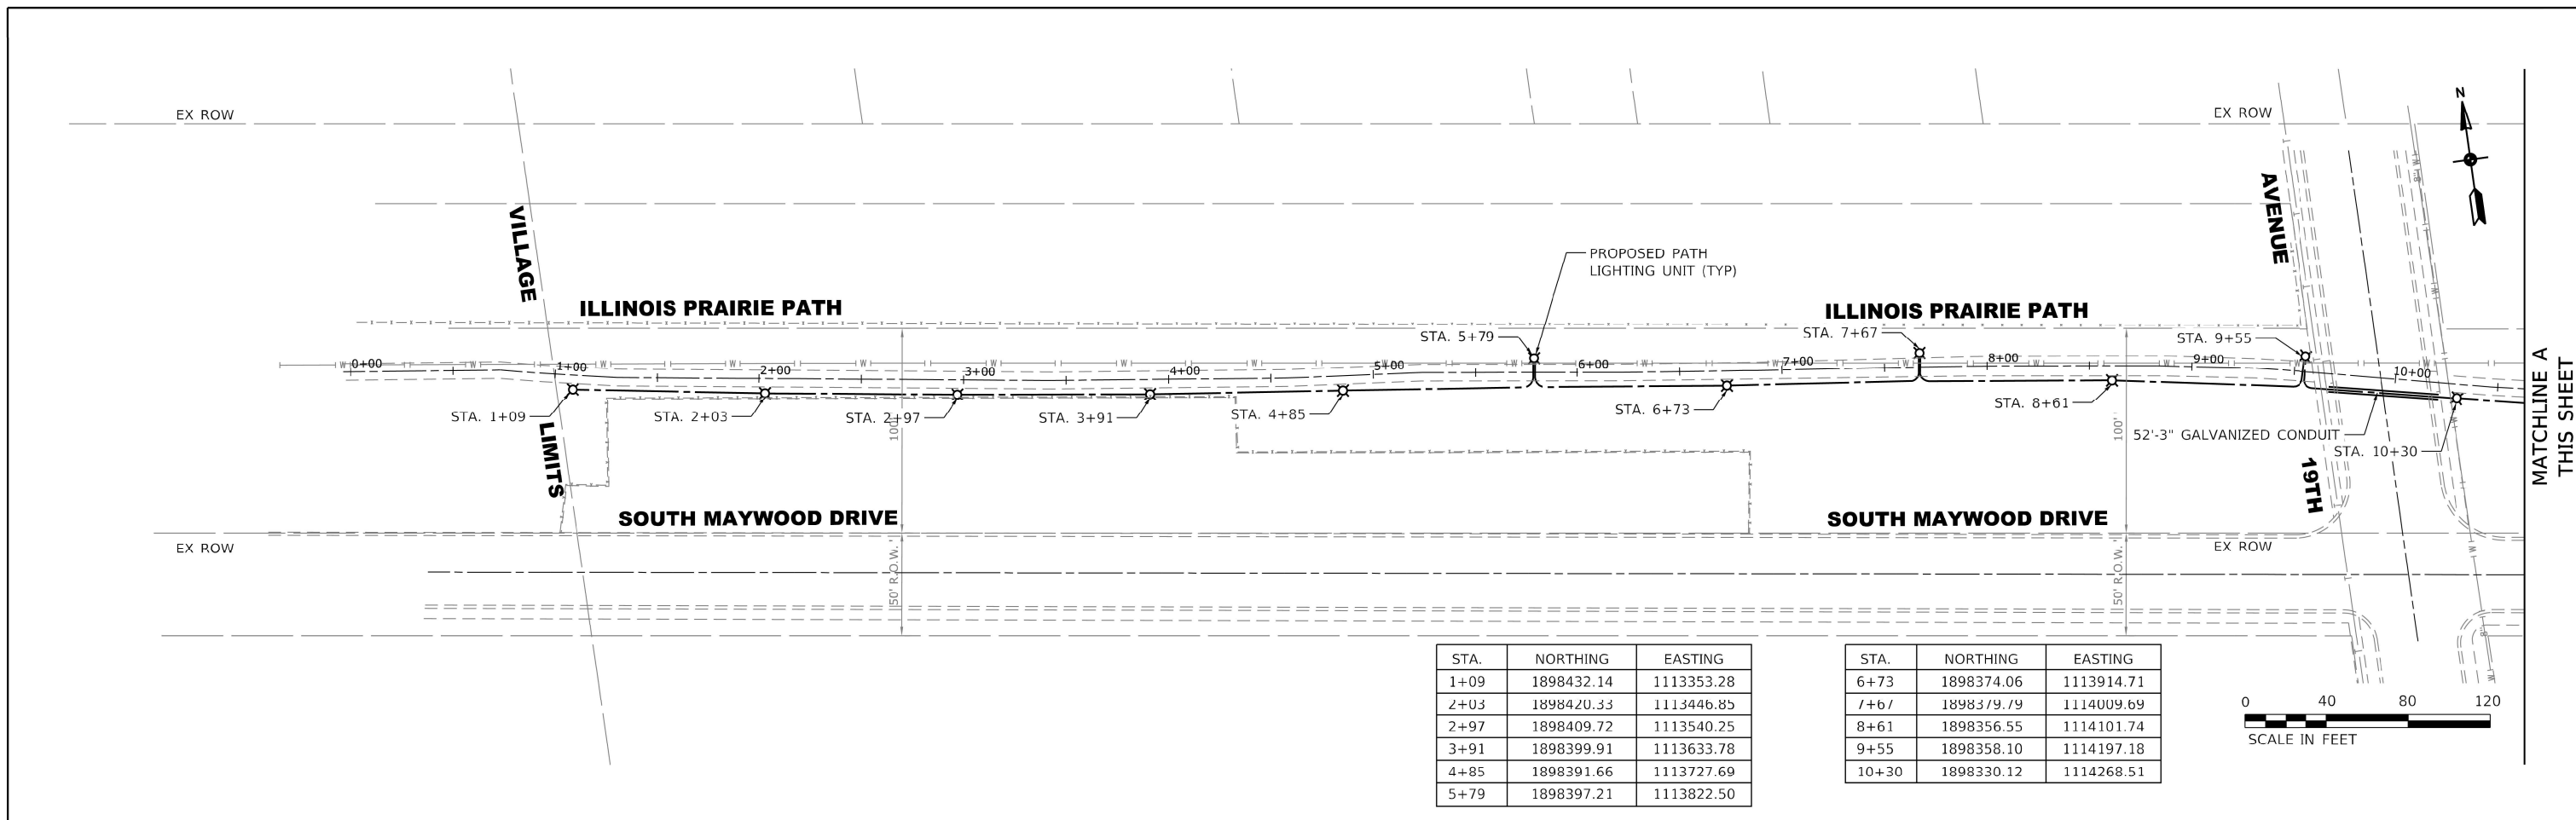 EX ROW
EX ROW
N
VILLAGE
LIMITS
AVENUE
19TH
PROPOSED PATH
LIGHTING UNIT (TYP)
ILLINOIS PRAIRIE PATH
ILLINOIS PRAIRIE PATH
STA. 5+79
STA. 7+67
STA. 9+55
0+00
1+00
2+00
3+00
4+00
5+00
6+00
7+00
8+00
9+00
10+00
STA. 1+09
STA. 2+03
STA. 2+97
STA. 3+91
STA. 4+85
STA. 6+73
STA. 8+61
100'
100'
52'-3" GALVANIZED CONDUIT
STA. 10+30
MATCHLINE A
THIS SHEET
SOUTH MAYWOOD DRIVE
SOUTH MAYWOOD DRIVE
EX ROW
EX ROW
50' R.O.W.
50' R.O.W.
STA. NORTHING EASTING
1+09 1898432.14 1113353.28
2+03 1898420.33 1113446.85
2+97 1898409.72 1113540.25
3+91 1898399.91 1113633.78
4+85 1898391.66 1113727.69
5+79 1898397.21 1113822.50
STA. NORTHING EASTING
6+73 1898374.06 1113914.71
7+67 1898379.79 1114009.69
8+61 1898356.55 1114101.74
9+55 1898358.10 1114197.18
10+30 1898330.12 1114268.51
0 40 80 120
SCALE IN FEET